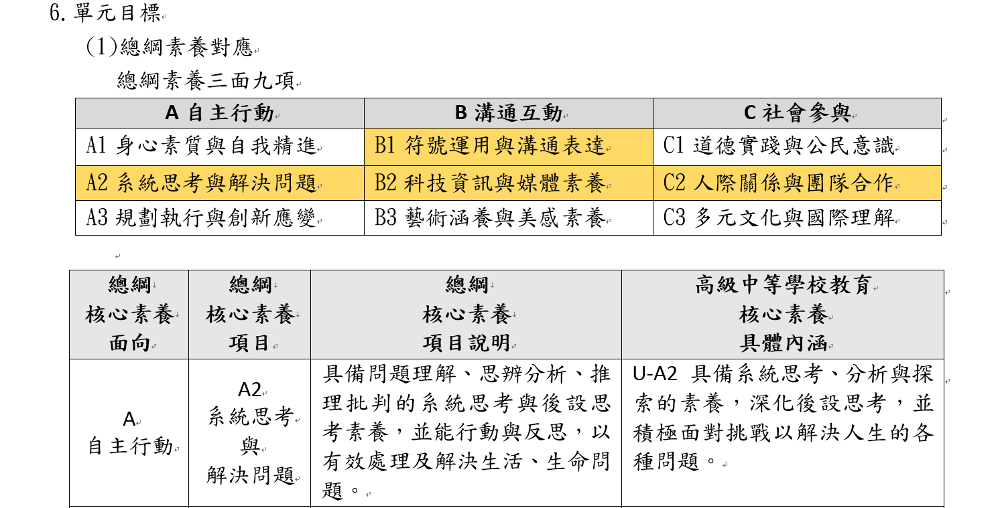 6.單元目標
(1)總綱素養對應
總綱素養三面九項
A 自主行動 B 溝通互動 C 社會參與
A1 身心素質與自我精進 B1 符號運用與溝通表達 C1 道德實踐與公民意識
A2 系統思考與解決問題 B2 科技資訊與媒體素養 C2 人際關係與團隊合作
A3 規劃執行與創新應變 B3 藝術涵養與美感素養 C3 多元文化與國際理解
總綱
核心素養
面向
總綱
核心素養
項目
總綱
核心素養
項目說明
高級中等學校教育
核心素養
具體內涵
A
自主行動
A2
系統思考
與
解決問題
具備問題理解、思辨分析、推
理批判的系統思考與後設思
考素養，並能行動與反思，以
有效處理及解決生活、生命問
題。
U-A2 具備系統思考、分析與探
索的素養，深化後設思考，並
積極面對挑戰以解決人生的各
種問題。